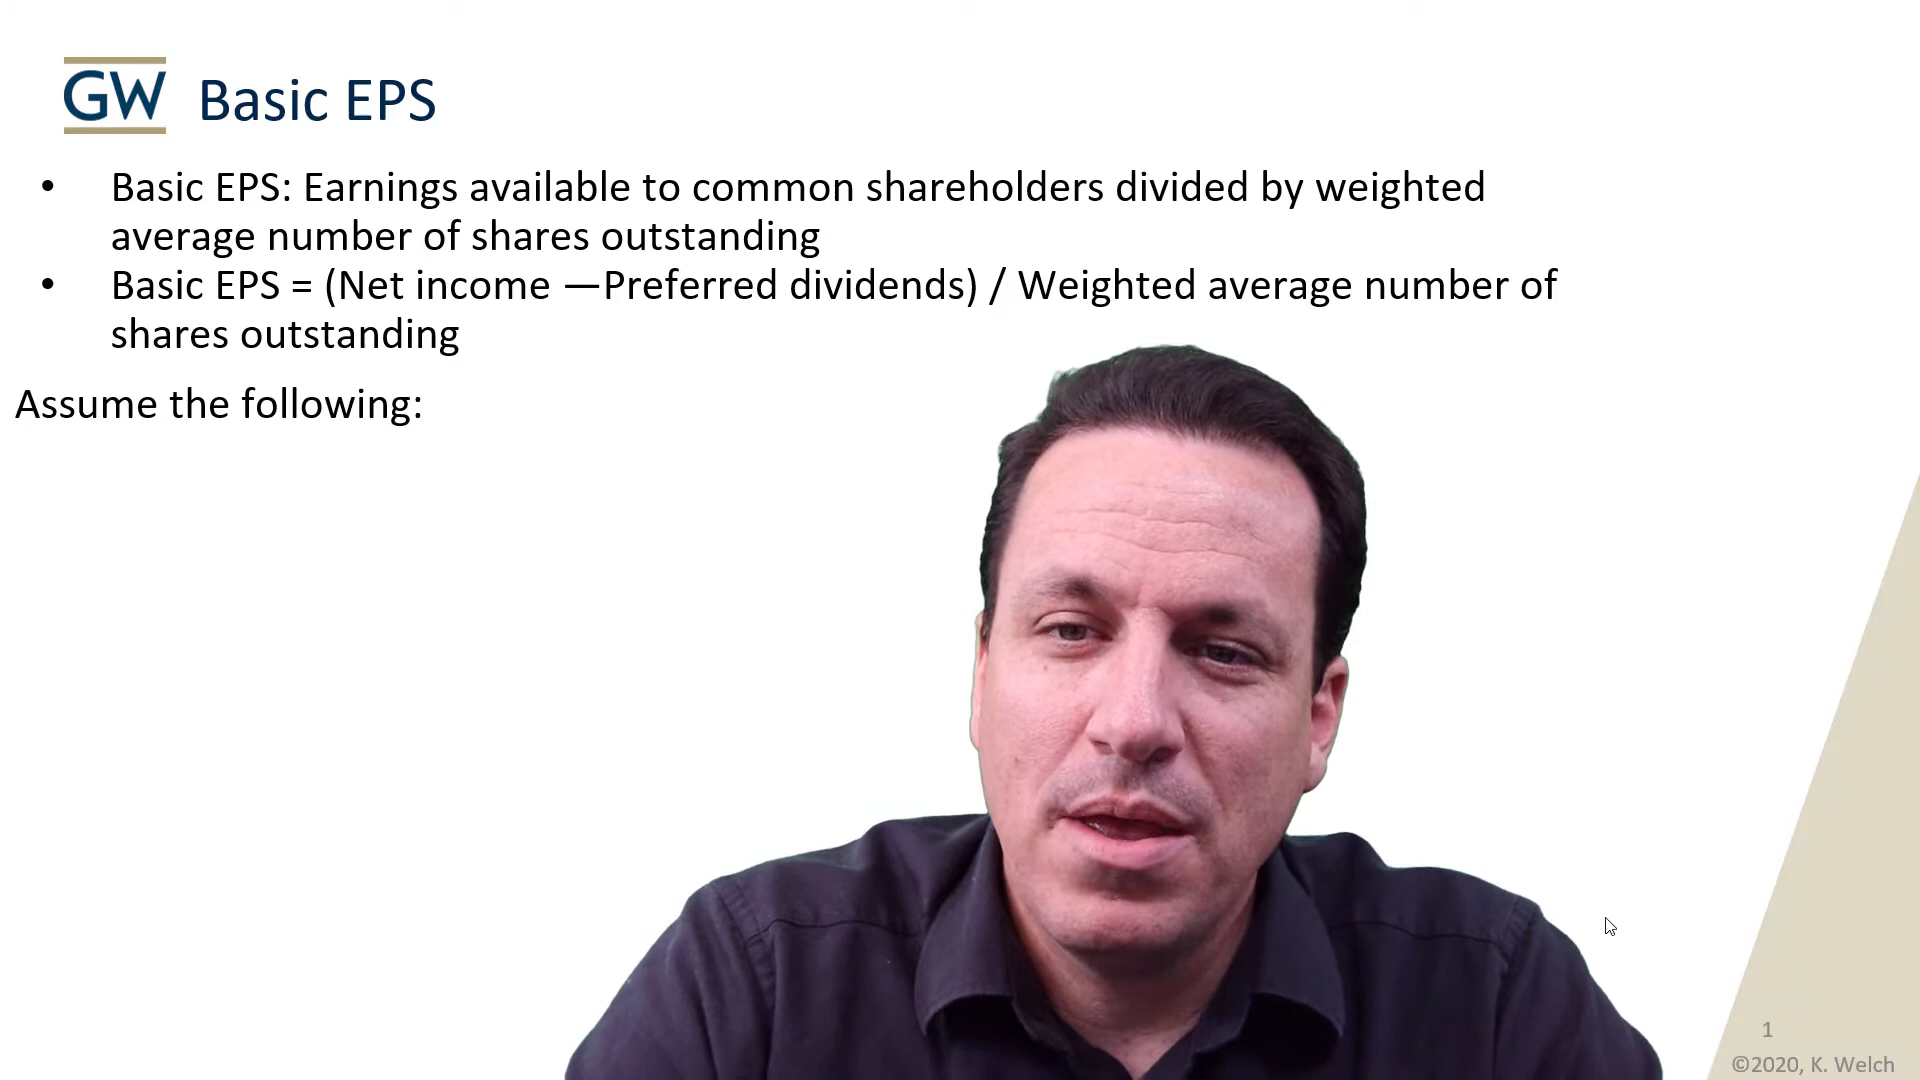 GW Basic EPS
• Basic EPS: Earnings available to common shareholders divided by weighted
average number of shares outstanding
• Basic EPS = (Net income —Preferred dividends) / Weighted average number of
shares outstanding
Assume the following:
1
©2020, K. Welch